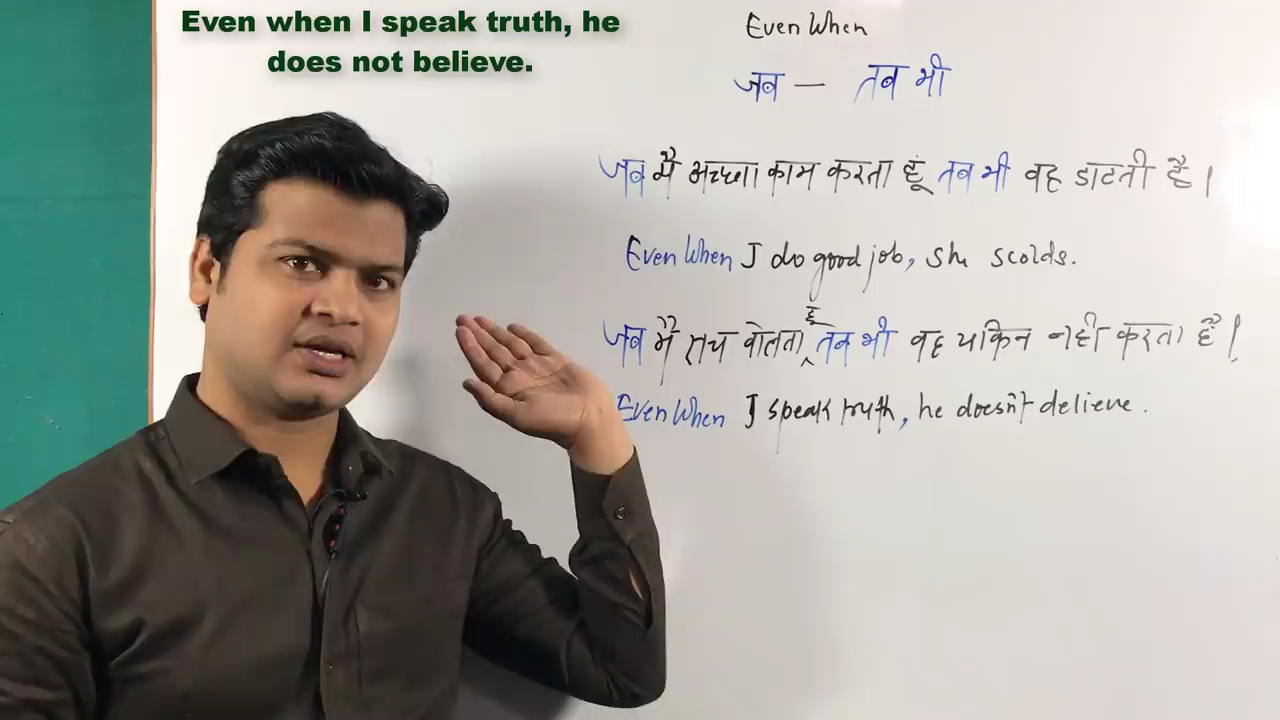 Even when I speak truth, he
does not believe.
Even When
जब — तब भी
जब मै अच्छा काम करता हूं तब भी वह डाटती है।
Even When I do good job, she scolds.
जब मै सच बोलता हूं तब भी वह यकिन नही करता है।
Even When I speak truth, he doesn't delieve.